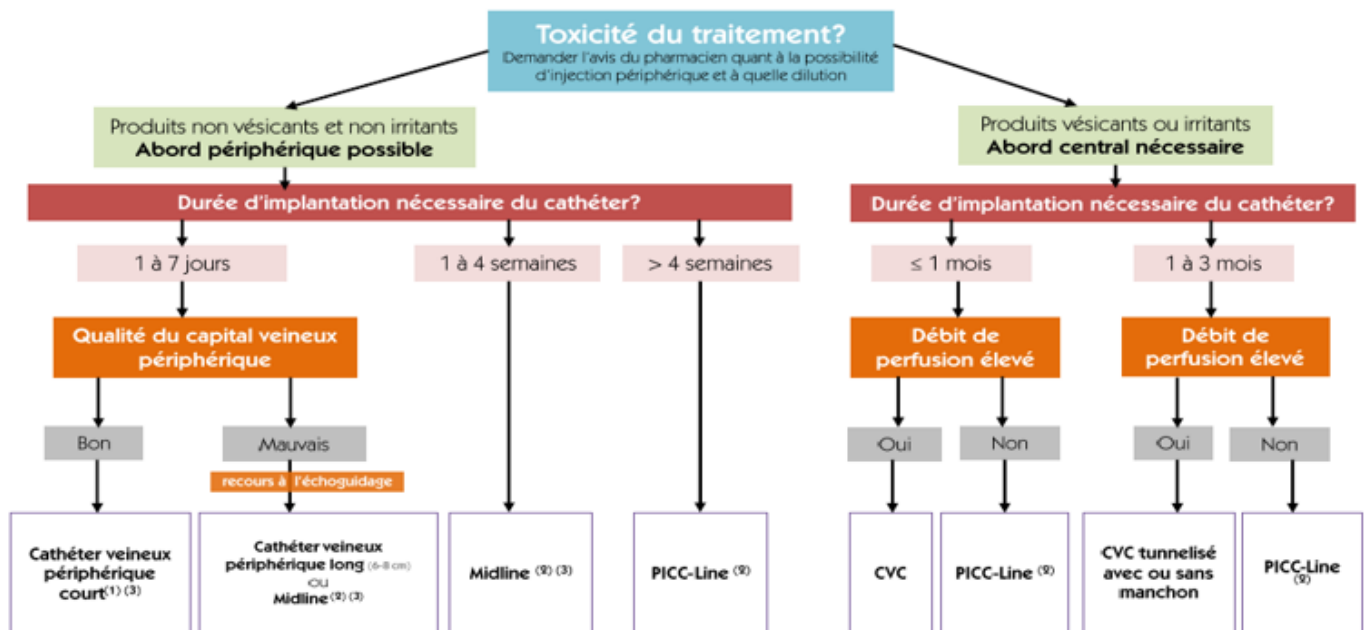 Toxicité du traitement?
Demander l'avis du pharmacien quant à la possibilité
d'injection périphérique et à quelle dilution
Produits non vésicants et non irritants
Abord périphérique possible
Produits vésicants ou irritants
Abord central nécessaire
Durée d'implantation nécessaire du cathéter?
Durée d'implantation nécessaire du cathéter?
1 à 7 jours
1 à 4 semaines
> 4 semaines
≤ 1 mois
1 à 3 mois
Qualité du capital veineux
périphérique
Débit de
perfusion élevé
Débit de
perfusion élevé
Bon
Mauvais
Oui
Non
Oui
Non
recours à l'échoguidage
Cathéter veineux
périphérique
court(1) (3)
Cathéter veineux
périphérique long (6-8 cm)
ou
Midline (2) (3)
Midline (2) (3)
PICC-Line (2)
CVC
PICC-Line (2)
CVC tunnelisé
avec ou sans
manchon
PICC-Line
(2)